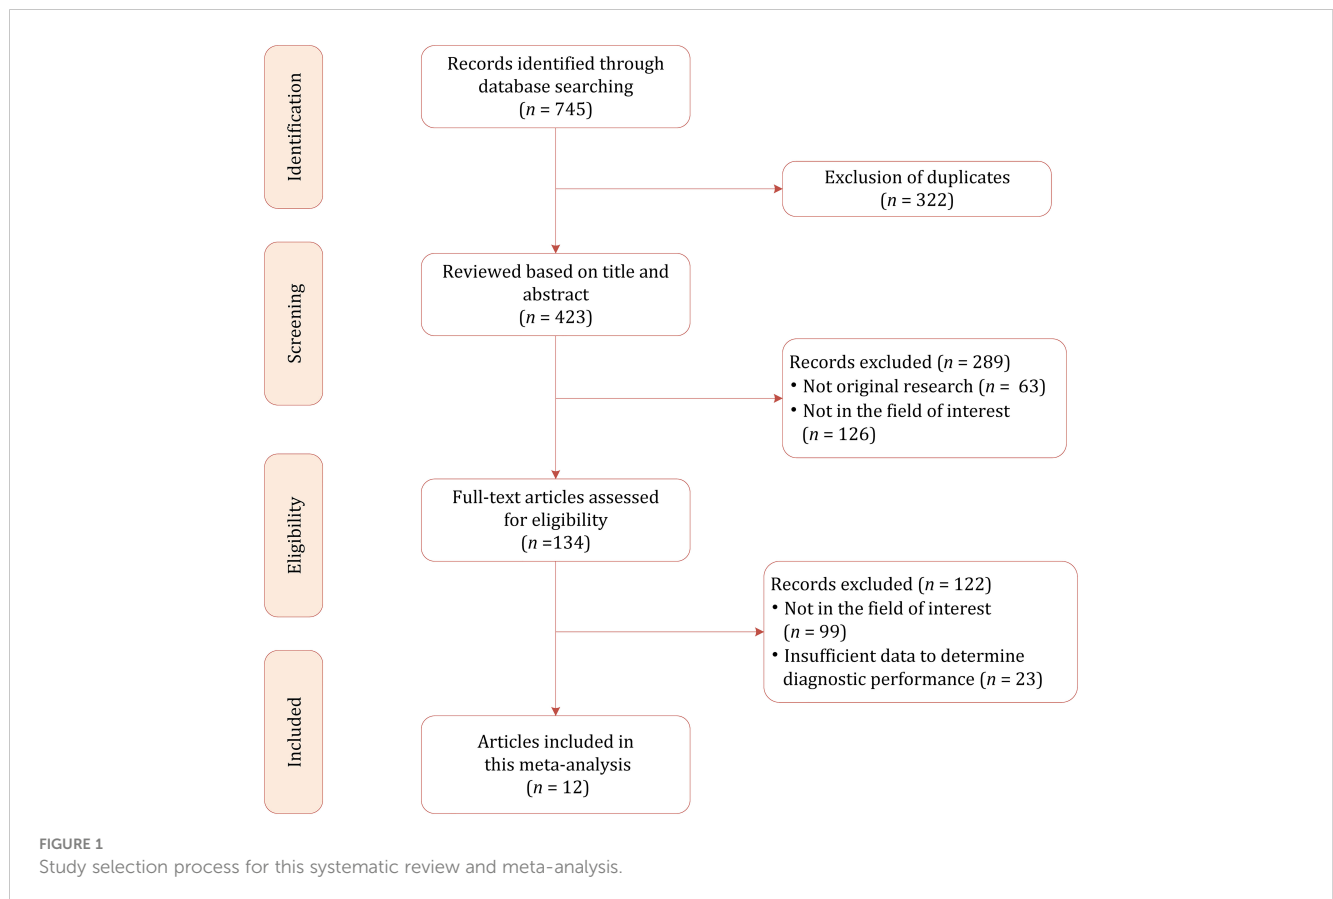 Identification
Records identified through
database searching
(n = 745)
Exclusion of duplicates
(n = 322)
Screening
Reviewed based on title and
abstract
(n = 423)
Records excluded (n = 289)
• Not original research (n =  63)
• Not in the field of interest
(n = 126)
Eligibility
Full-text articles assessed
for eligibility
(n =134)
Records excluded (n = 122)
• Not in the field of interest
(n = 99)
• Insufficient data to determine
diagnostic performance (n = 23)
Included
Articles included in
this meta-analysis
(n = 12)
FIGURE 1
Study selection process for this systematic review and meta-analysis.